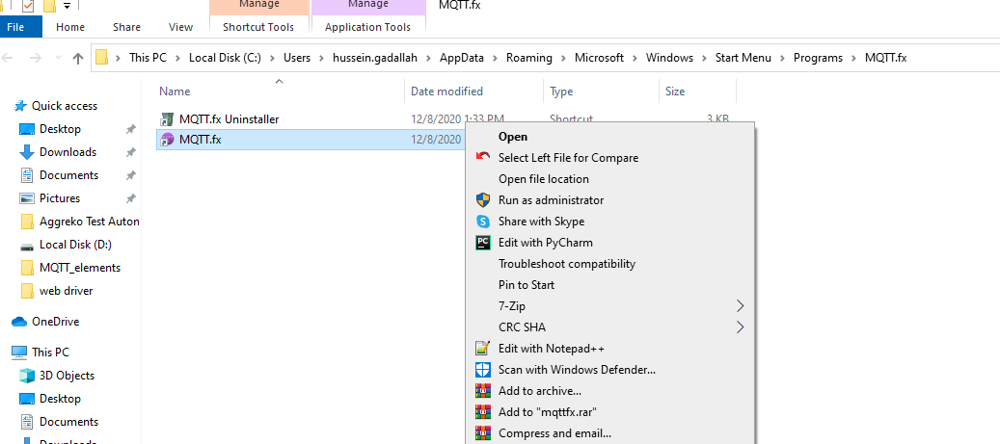 Manage
Manage
MQTT.fx
File
Home
Share
View
Shortcut Tools
Application Tools
This PC
Local Disk (C:)
Users
hussein.gadallah
AppData
Roaming
Microsoft
Windows
Start Menu
Programs
MQTT.fx
Name
Date modified
Type
Size
Quick access
Desktop
Downloads
Documents
Pictures
Aggreko Test Auton
Local Disk (D:)
MQTT_elements
web driver
OneDrive
This PC
3D Objects
Desktop
Documents
Downloads
MQTT.fx Uninstaller
12/8/2020 1:33 PM
Shortcut
3 KB
MQTT.fx
12/8/2020
Open
Select Left File for Compare
Open file location
Run as administrator
Share with Skype
Edit with PyCharm
Troubleshoot compatibility
Pin to Start
7-Zip
CRC SHA
Edit with Notepad++
Scan with Windows Defender...
Add to archive...
Add to "mqttfx.rar"
Compress and email...